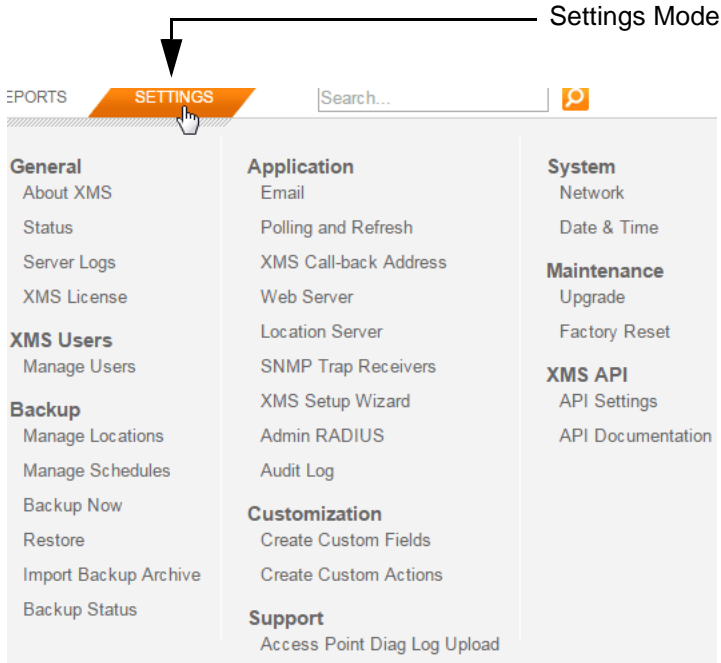 Settings Mode
EPORTS
SETTINGS
Search...
General
About XMS
Status
Server Logs
XMS License
XMS Users
Manage Users
Backup
Manage Locations
Manage Schedules
Backup Now
Restore
Import Backup Archive
Backup Status
Application
Email
Polling and Refresh
XMS Call-back Address
Web Server
Location Server
SNMP Trap Receivers
XMS Setup Wizard
Admin RADIUS
Audit Log
Customization
Create Custom Fields
Create Custom Actions
Support
Access Point Diag Log Upload
System
Network
Date & Time
Maintenance
Upgrade
Factory Reset
XMS API
API Settings
API Documentation